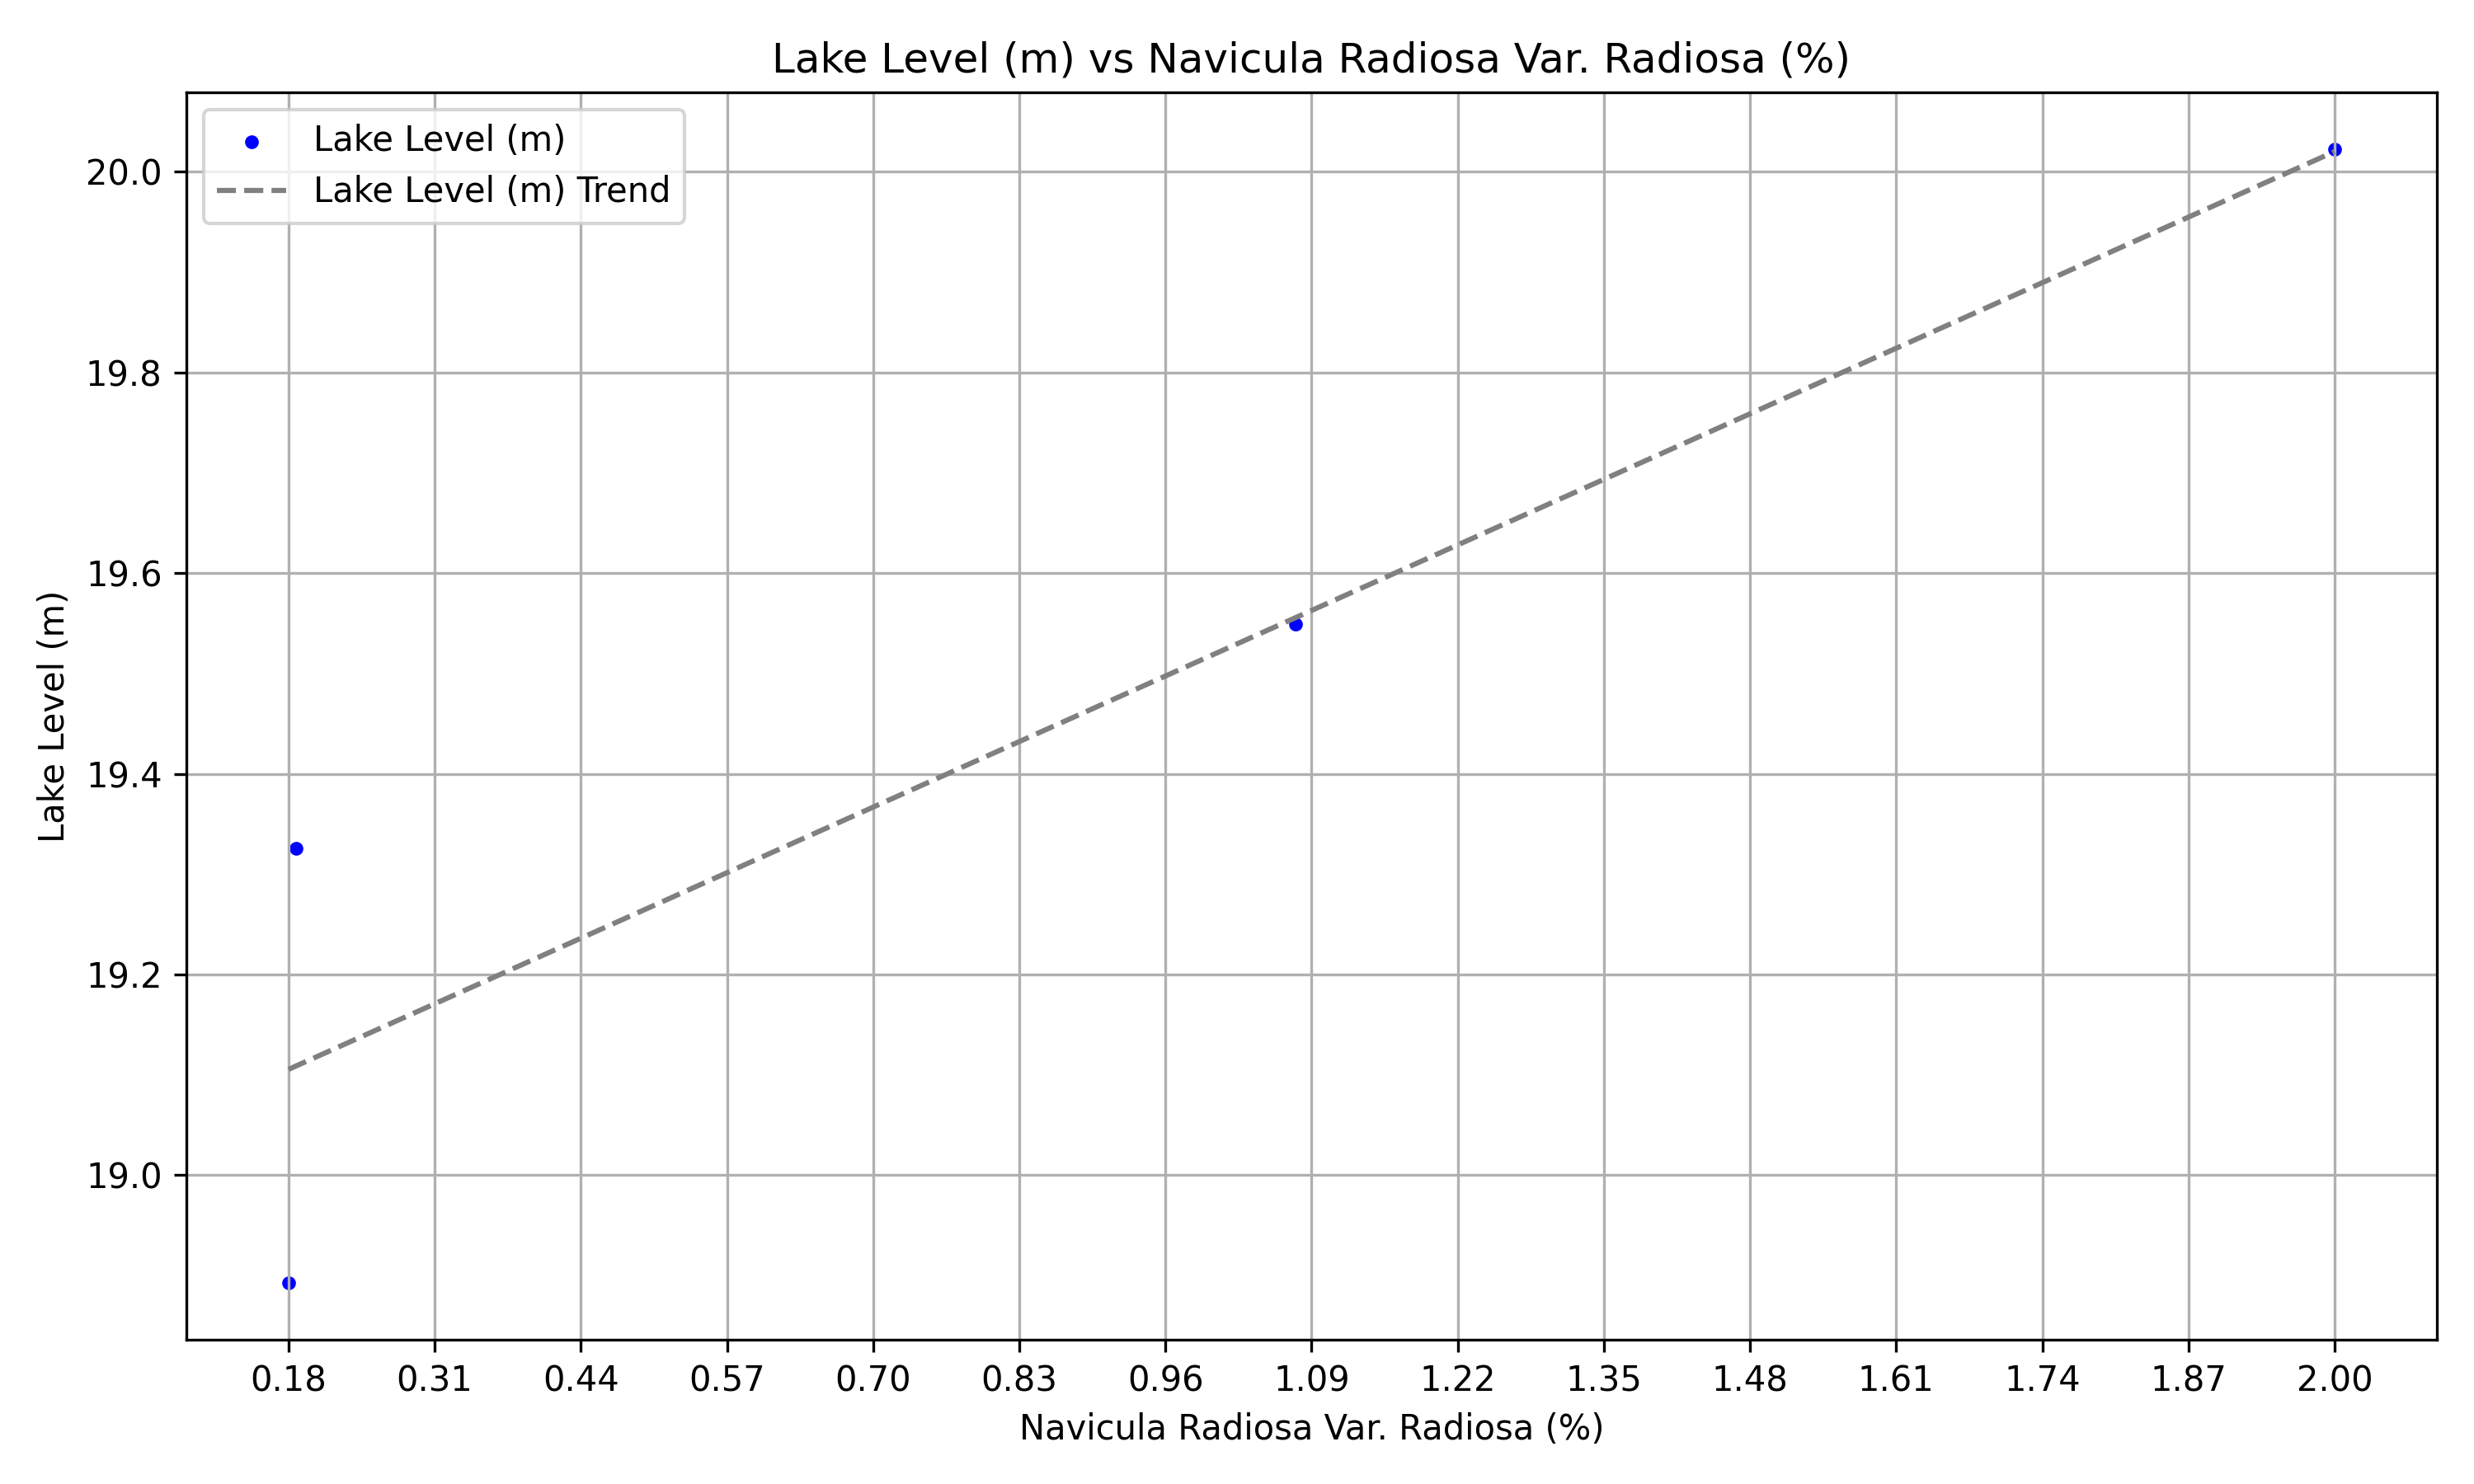 Lake Level (m) vs Navicula Radiosa Var. Radiosa (%)
Lake Level (m)
Lake Level (m) Trend
Lake Level (m)
20.0
19.8
19.6
19.4
19.2
19.0
0.18 0.31 0.44 0.57 0.70 0.83 0.96 1.09 1.22 1.35 1.48 1.61 1.74 1.87 2.00
Navicula Radiosa Var. Radiosa (%)